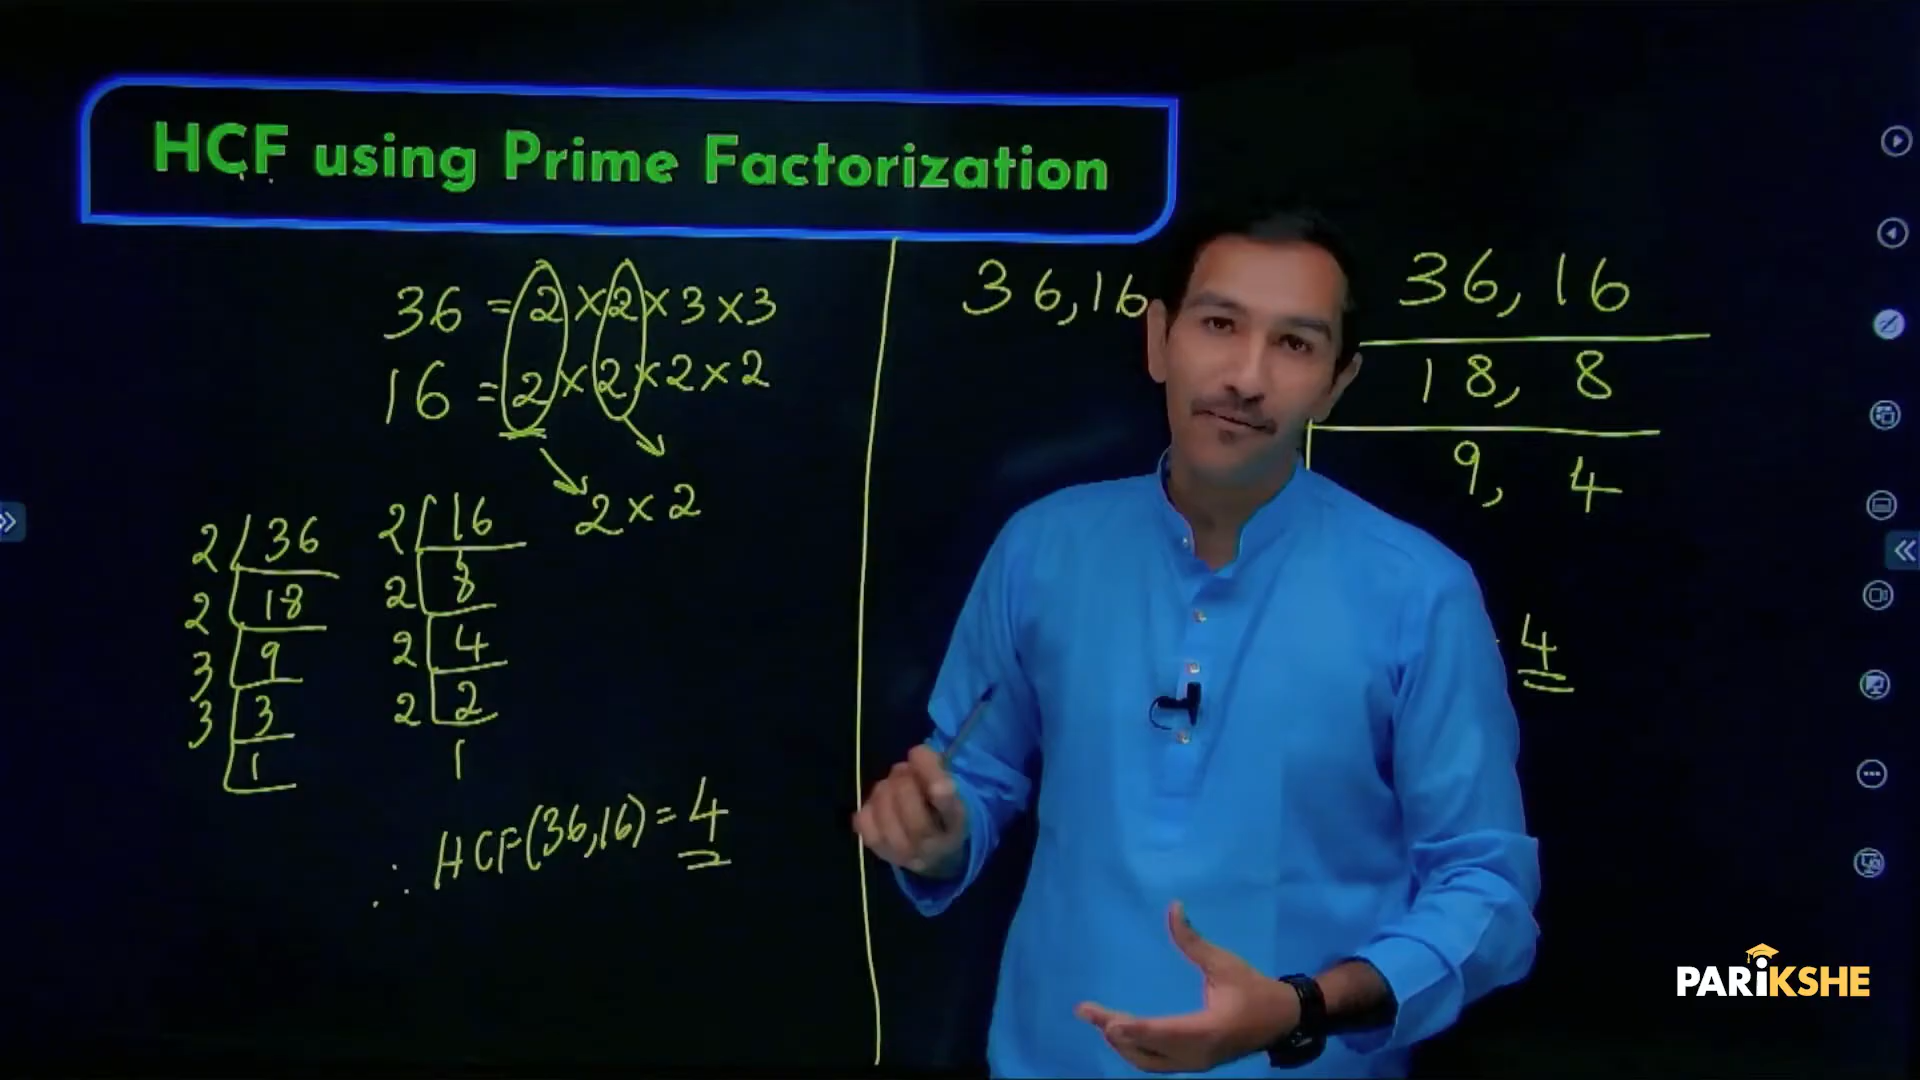 HCF using Prime Factorization
36 = 2 × 2 × 3 × 3
16 = 2 × 2 × 2 × 2
2 × 2
2 36
2 18
3 9
3 3
1
2 16
2 8
2 4
2 2
1
∴ HCF(36,16) = 4
36,16
36, 16
18, 8
9, 4
4
PARiKSHE